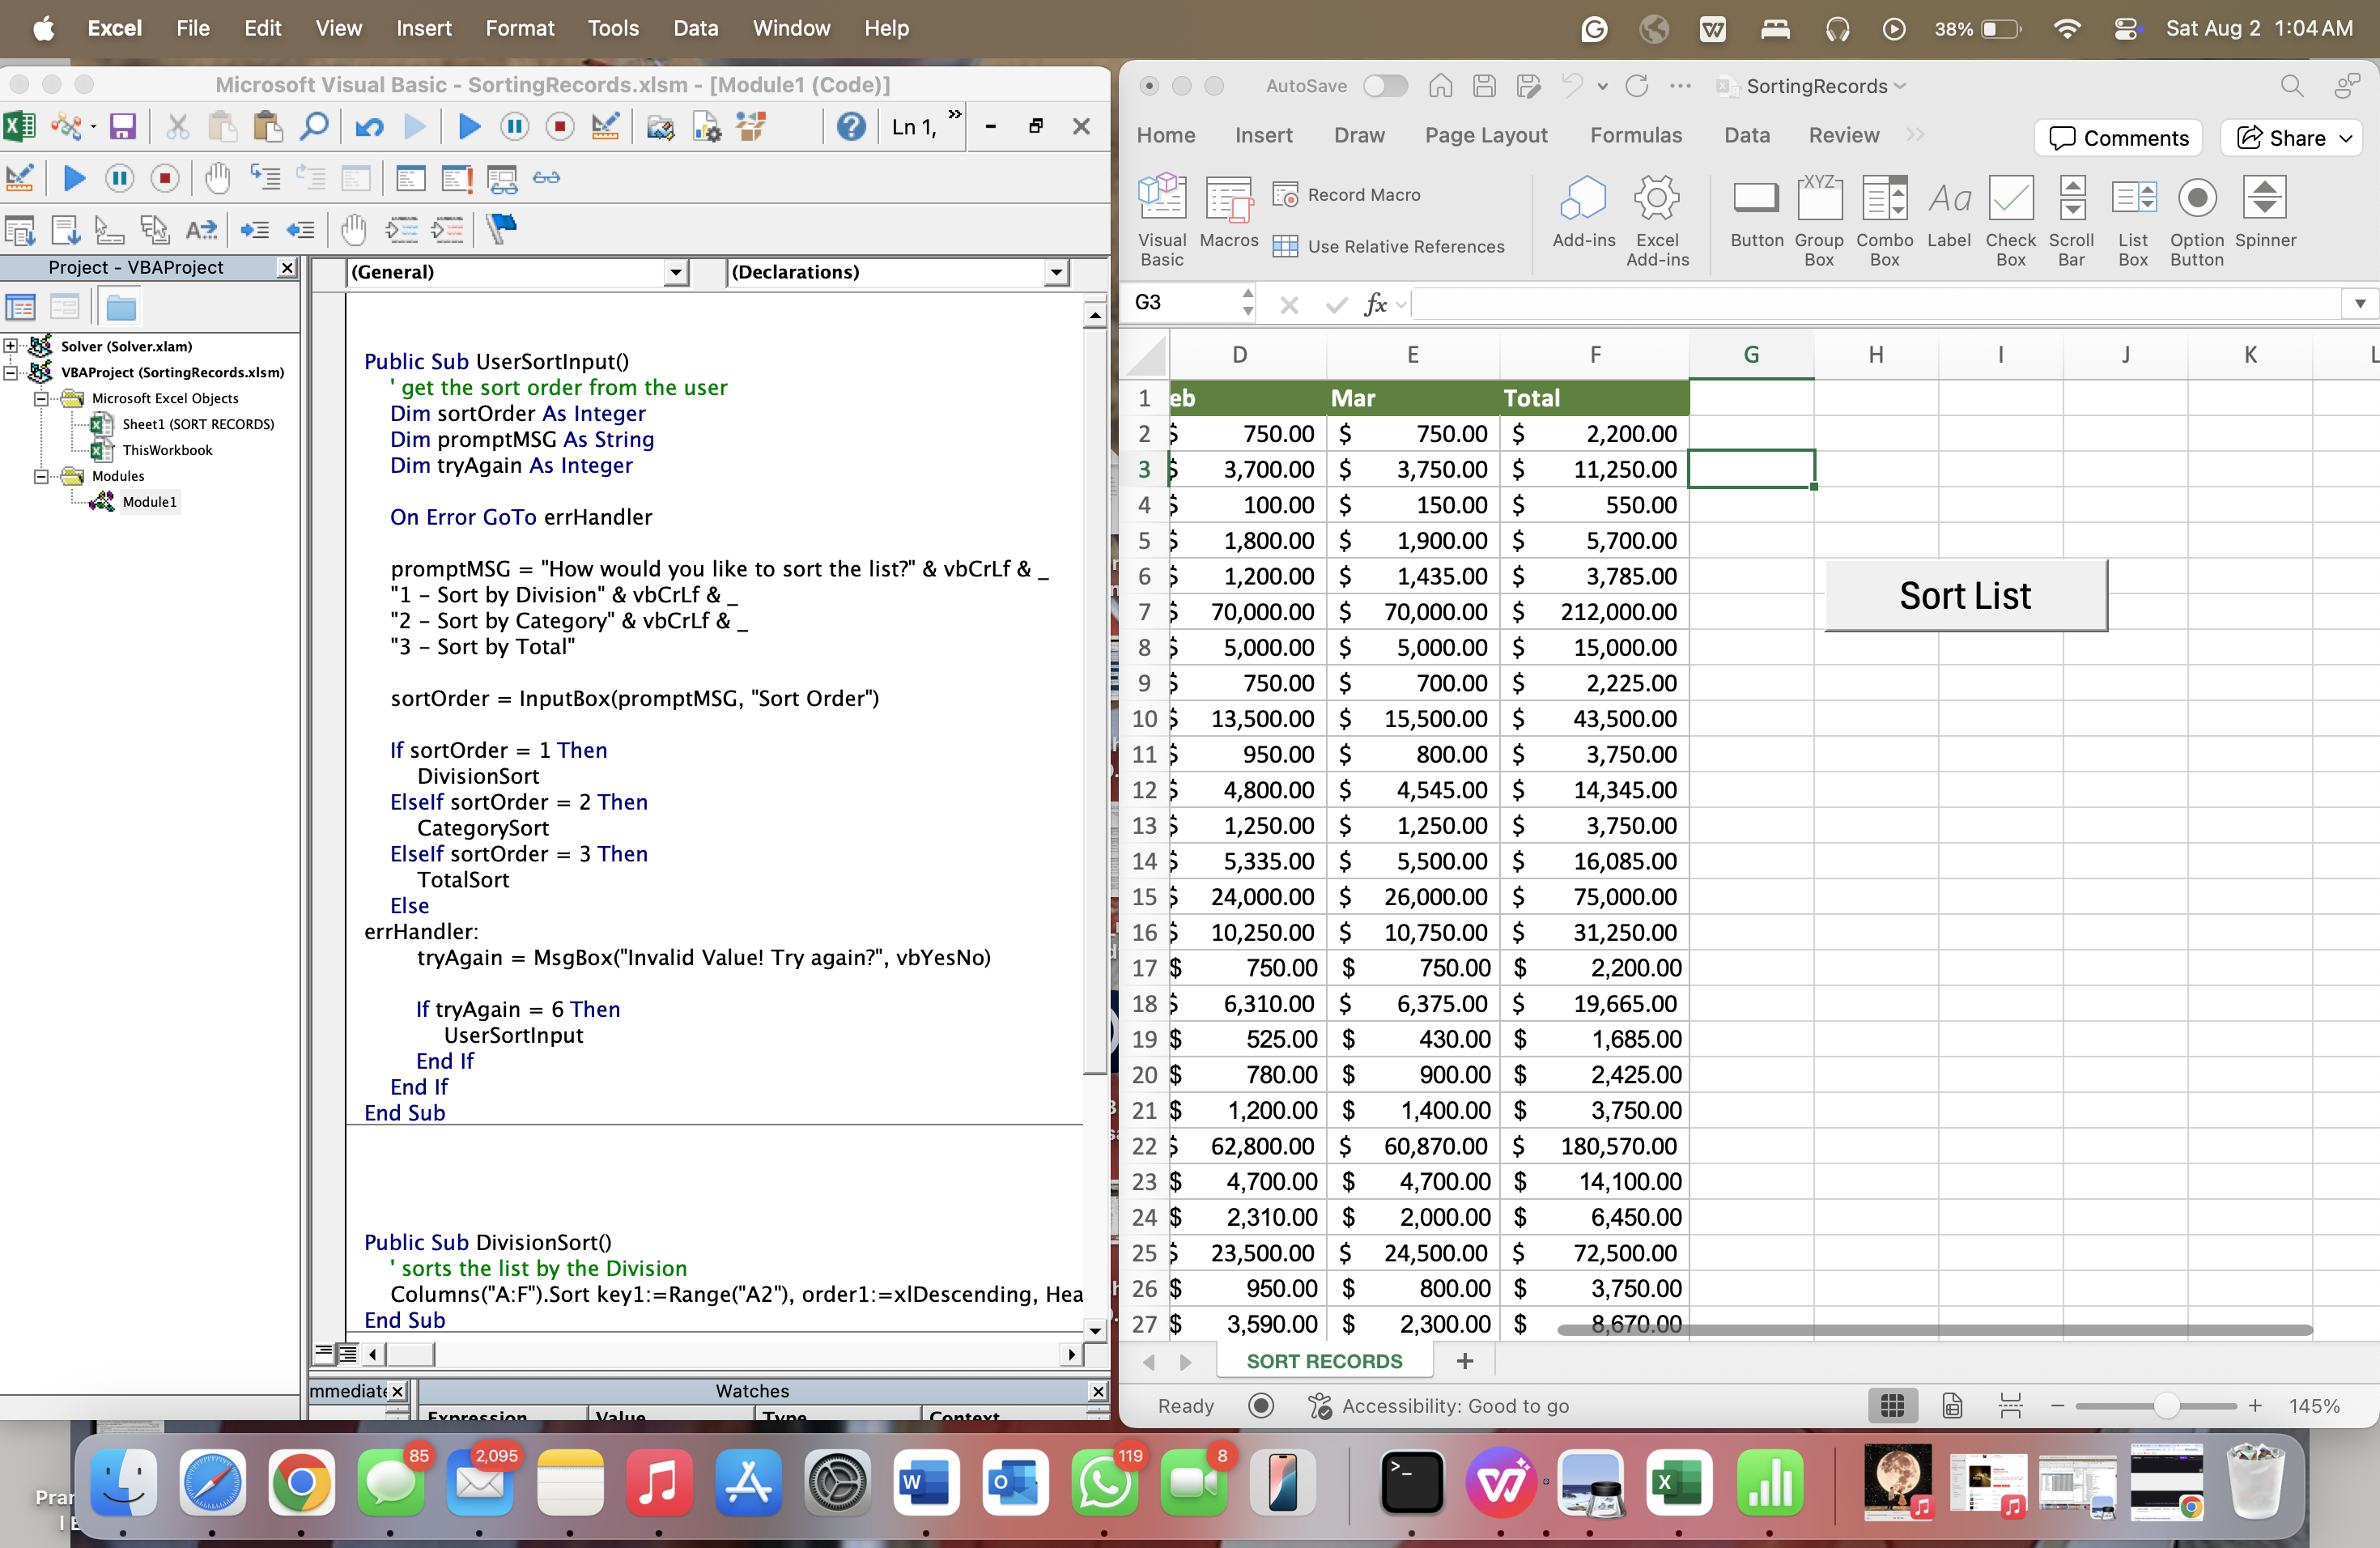 Excel File Edit View Insert Format Tools Data Window Help 38% Sat Aug 2 1:04 AM
Microsoft Visual Basic - SortingRecords.xlsm - [Module1 (Code)]
Ln 1,
Project - VBAProject
Solver (Solver.xlam)
VBAProject (SortingRecords.xlsm)
Microsoft Excel Objects
Sheet1 (SORT RECORDS)
ThisWorkbook
Modules
Module1
(General) (Declarations)
Public Sub UserSortInput()
' get the sort order from the user
Dim sortOrder As Integer
Dim promptMSG As String
Dim tryAgain As Integer
On Error GoTo errHandler
promptMSG = "How would you like to sort the list?" & vbCrLf & _
"1 - Sort by Division" & vbCrLf & _
"2 - Sort by Category" & vbCrLf & _
"3 - Sort by Total"
sortOrder = InputBox(promptMSG, "Sort Order")
If sortOrder = 1 Then
DivisionSort
ElseIf sortOrder = 2 Then
CategorySort
ElseIf sortOrder = 3 Then
TotalSort
Else
errHandler:
tryAgain = MsgBox("Invalid Value! Try again?", vbYesNo)
If tryAgain = 6 Then
UserSortInput
End If
End If
End Sub
Public Sub DivisionSort()
' sorts the list by the Division
Columns("A:F").Sort key1:=Range("A2"), order1:=xlDescending, Hea
End Sub
mmediate Watches
Expression Value Type Context
AutoSave SortingRecords
Home Insert Draw Page Layout Formulas Data Review Comments Share
Visual Basic
Macros
Record Macro
Use Relative References
Add-ins
Excel Add-ins
Button
Group Box
Combo Box
Label
Check Box
Scroll Bar
List Box
Option Button
Spinner
G3 fx
D E F G H I J K L
1 eb Mar Total
2 $ 750.00 $ 750.00 $ 2,200.00
3 $ 3,700.00 $ 3,750.00 $ 11,250.00
4 $ 100.00 $ 150.00 $ 550.00
5 $ 1,800.00 $ 1,900.00 $ 5,700.00
6 $ 1,200.00 $ 1,435.00 $ 3,785.00
Sort List
7 $ 70,000.00 $ 70,000.00 $ 212,000.00
8 $ 5,000.00 $ 5,000.00 $ 15,000.00
9 $ 750.00 $ 700.00 $ 2,225.00
10 $ 13,500.00 $ 15,500.00 $ 43,500.00
11 $ 950.00 $ 800.00 $ 3,750.00
12 $ 4,800.00 $ 4,545.00 $ 14,345.00
13 $ 1,250.00 $ 1,250.00 $ 3,750.00
14 $ 5,335.00 $ 5,500.00 $ 16,085.00
15 $ 24,000.00 $ 26,000.00 $ 75,000.00
16 $ 10,250.00 $ 10,750.00 $ 31,250.00
17 $ 750.00 $ 750.00 $ 2,200.00
18 $ 6,310.00 $ 6,375.00 $ 19,665.00
19 $ 525.00 $ 430.00 $ 1,685.00
20 $ 780.00 $ 900.00 $ 2,425.00
21 $ 1,200.00 $ 1,400.00 $ 3,750.00
22 $ 62,800.00 $ 60,870.00 $ 180,570.00
23 $ 4,700.00 $ 4,700.00 $ 14,100.00
24 $ 2,310.00 $ 2,000.00 $ 6,450.00
25 $ 23,500.00 $ 24,500.00 $ 72,500.00
26 $ 950.00 $ 800.00 $ 3,750.00
27 $ 3,590.00 $ 2,300.00 $ 8,670.00
SORT RECORDS
Ready Accessibility: Good to go 145%
85 2,095 119 8
Prar